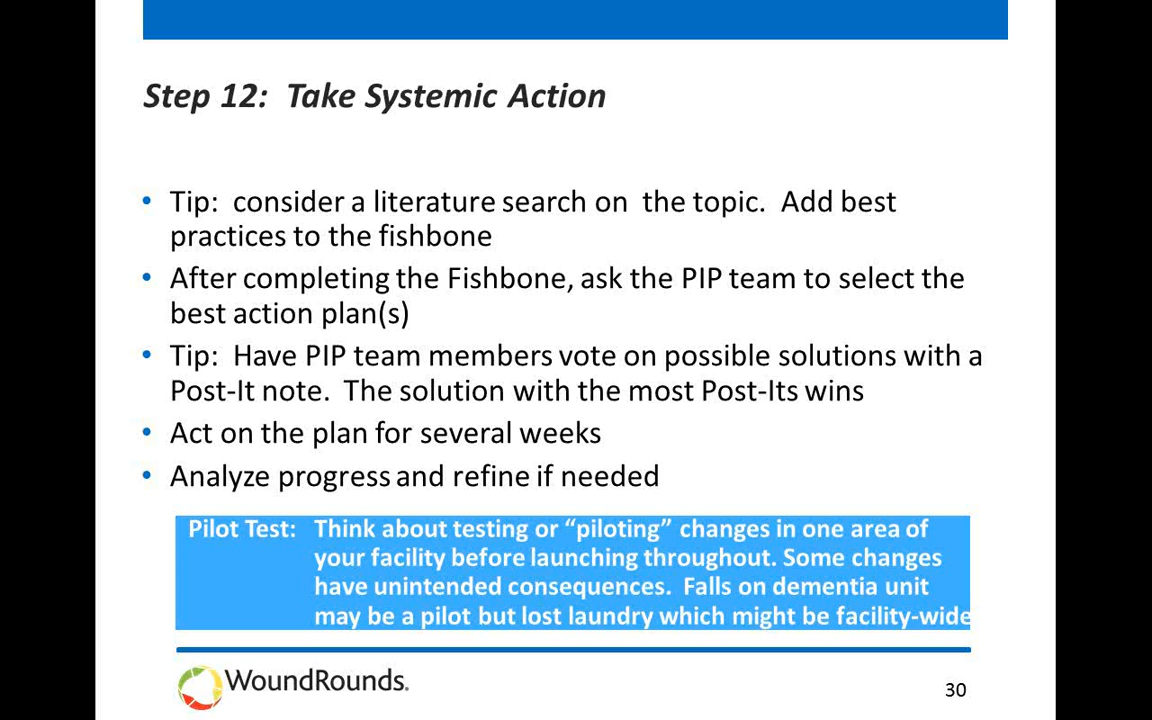 Step 12: Take Systemic Action
• Tip: consider a literature search on the topic. Add best
practices to the fishbone
• After completing the Fishbone, ask the PIP team to select the
best action plan(s)
• Tip: Have PIP team members vote on possible solutions with a
Post-It note. The solution with the most Post-Its wins
• Act on the plan for several weeks
• Analyze progress and refine if needed
Pilot Test: Think about testing or “piloting” changes in one area of
your facility before launching throughout. Some changes
have unintended consequences. Falls on dementia unit
may be a pilot but lost laundry which might be facility-wide
WoundRounds.
30